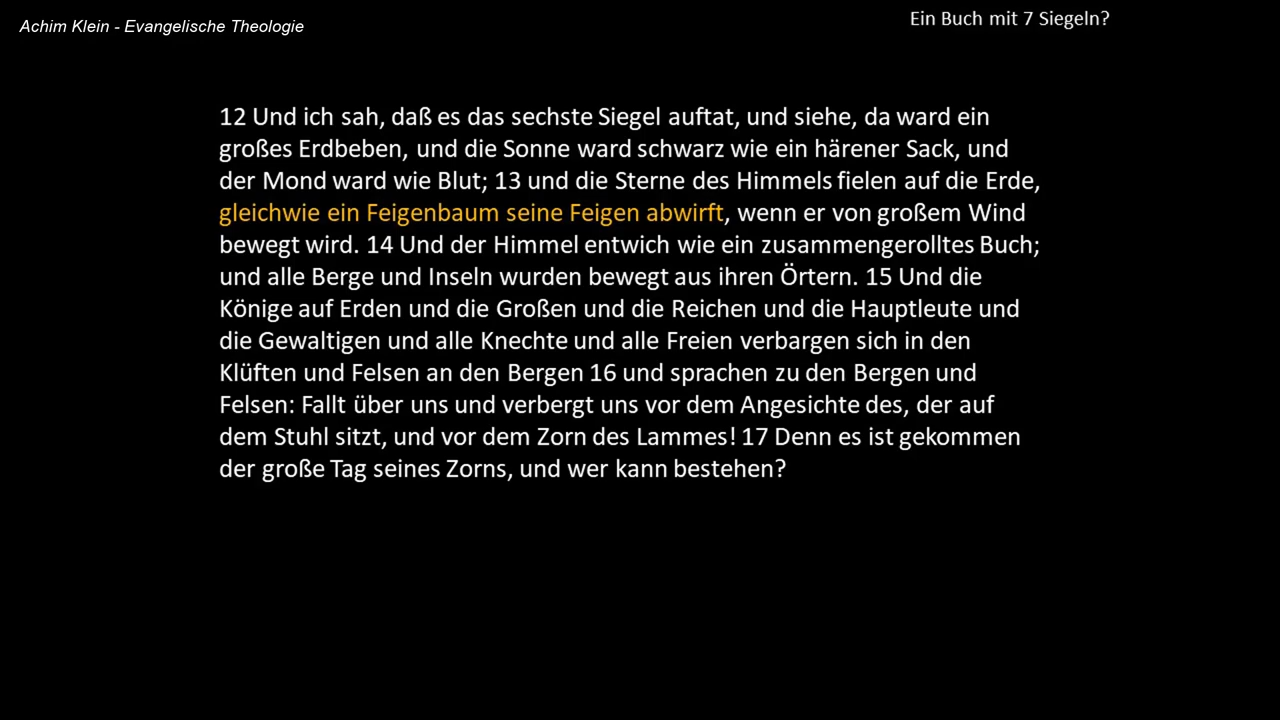 Achim Klein - Evangelische Theologie
Ein Buch mit 7 Siegeln?
12 Und ich sah, daß es das sechste Siegel auftat, und siehe, da ward ein
großes Erdbeben, und die Sonne ward schwarz wie ein härener Sack, und
der Mond ward wie Blut; 13 und die Sterne des Himmels fielen auf die Erde,
gleichwie ein Feigenbaum seine Feigen abwirft, wenn er von großem Wind
bewegt wird. 14 Und der Himmel entwich wie ein zusammengerolltes Buch;
und alle Berge und Inseln wurden bewegt aus ihren Örtern. 15 Und die
Könige auf Erden und die Großen und die Reichen und die Hauptleute und
die Gewaltigen und alle Knechte und alle Freien verbargen sich in den
Klüften und Felsen an den Bergen 16 und sprachen zu den Bergen und
Felsen: Fallt über uns und verbergt uns vor dem Angesichte des, der auf
dem Stuhl sitzt, und vor dem Zorn des Lammes! 17 Denn es ist gekommen
der große Tag seines Zorns, und wer kann bestehen?